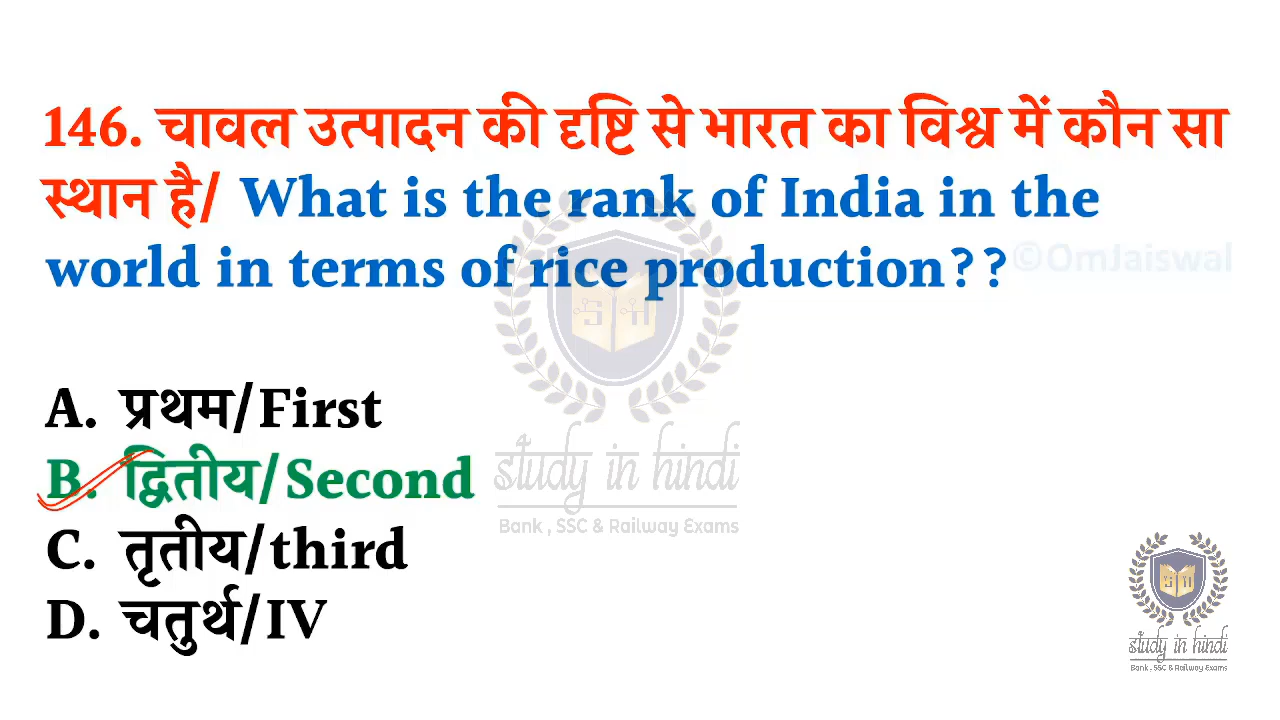 146. चावल उत्पादन की दृष्टि से भारत का विश्व में कौन सा
स्थान है/ What is the rank of India in the
world in terms of rice production??
©OmJaiswal
A. प्रथम/First
B. द्वितीय/Second
C. तृतीय/third
D. चतुर्थ/IV
S H
study in hindi
Bank , SSC & Railway Exams
S H
study in hindi
Bank , SSC & Railway Exams